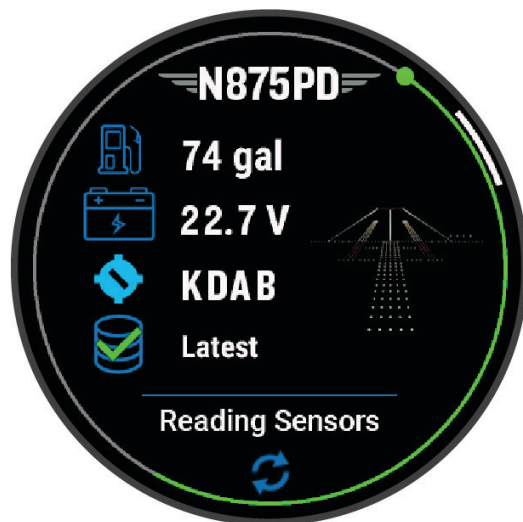 N875PD
74 gal
22.7 V
KDAB
Latest
Reading Sensors